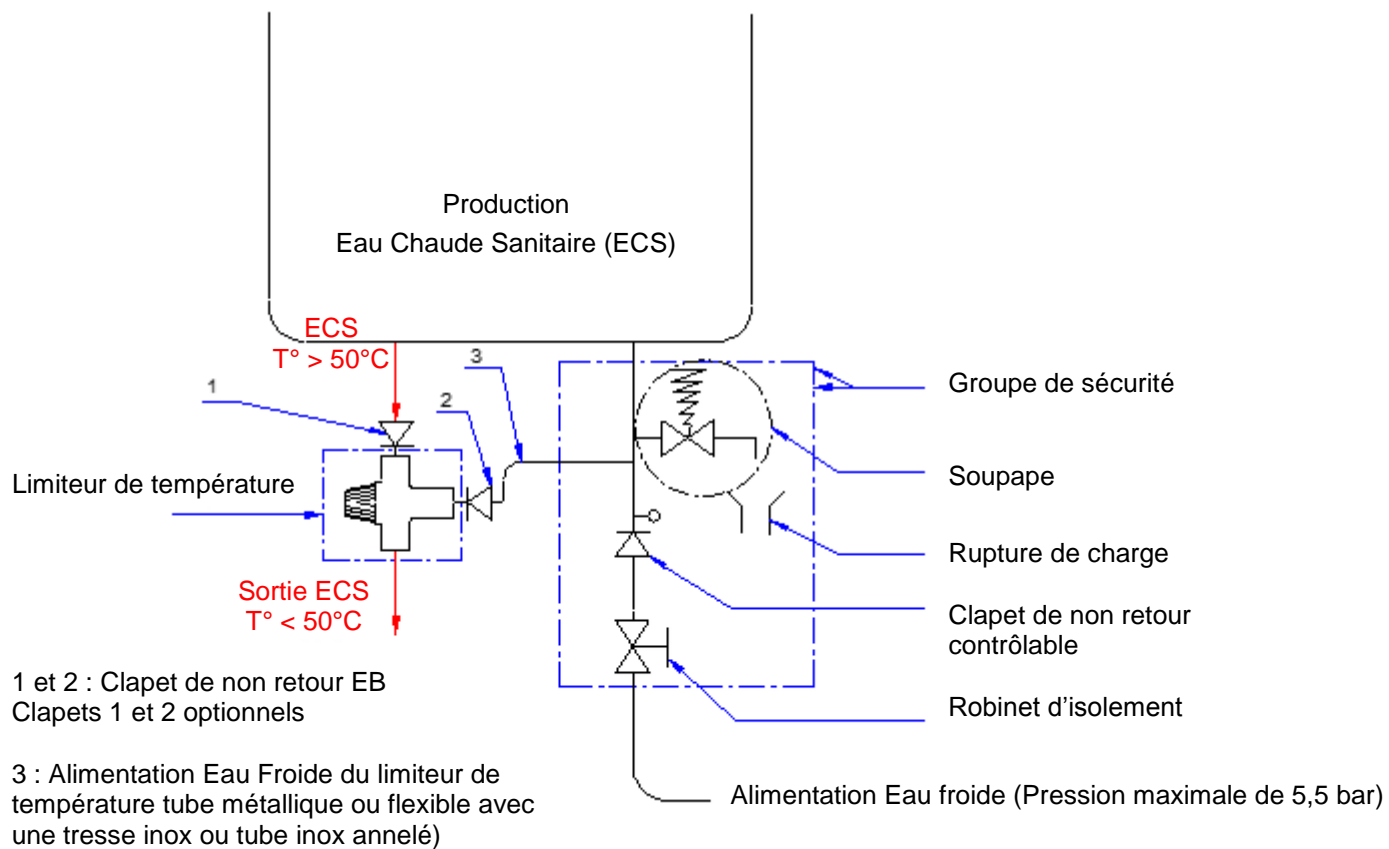 Production
Eau Chaude Sanitaire (ECS)
ECS
T° > 50°C
3
1
2
Groupe de sécurité
Limiteur de température
Soupape
Rupture de charge
Sortie ECS
T° < 50°C
Clapet de non retour
contrôlable
1 et 2 : Clapet de non retour EB
Clapets 1 et 2 optionnels
Robinet d’isolement
3 : Alimentation Eau Froide du limiteur de
température tube métallique ou flexible avec
une tresse inox ou tube inox annelé)
Alimentation Eau froide (Pression maximale de 5,5 bar)